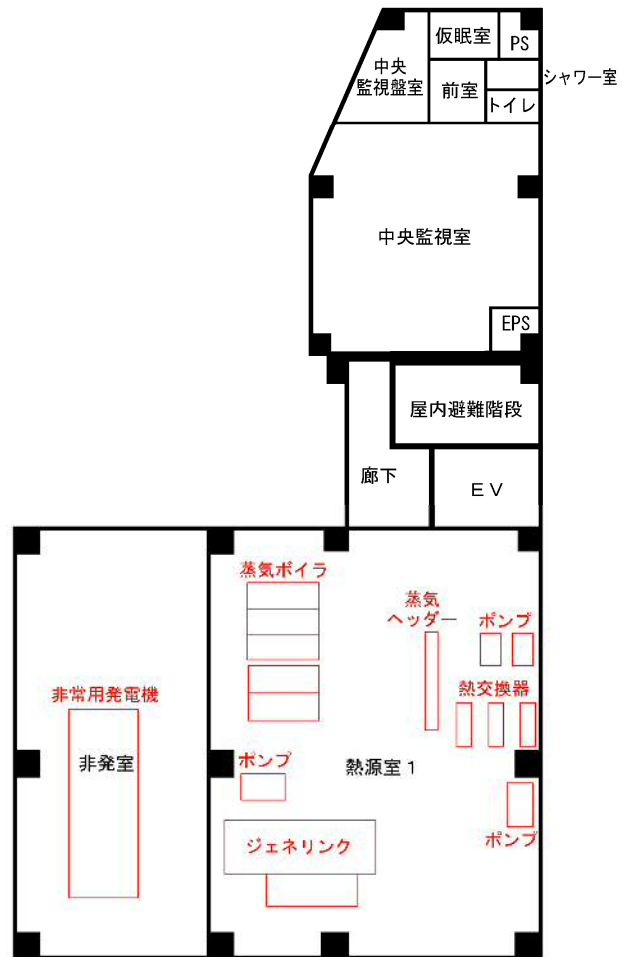 仮眠室
PS
中央
監視盤室
前室
シャワー室
トイレ
中央監視室
EPS
屋内避難階段
廊下
ＥＶ
蒸気ボイラ
蒸気
ヘッダー
ポンプ
熱交換器
非常用発電機
非発室
ポンプ
熱源室１
ポンプ
ジェネリンク